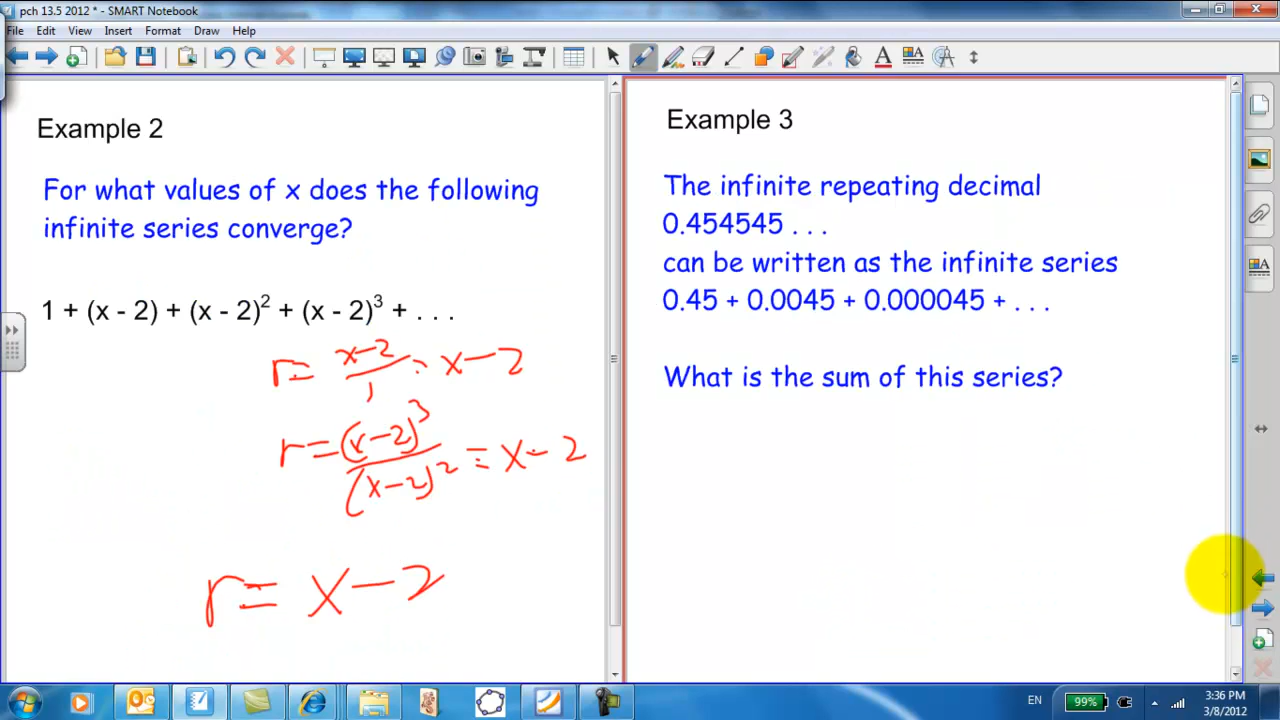 pch 13.5 2012 * - SMART Notebook
File Edit View Insert Format Draw Help
Example 2
For what values of x does the following
infinite series converge?
1 + (x - 2) + (x - 2)² + (x - 2)³ + . . .
r = x-2/1 = x-2
r = (x-2)³/(x-2)² = x-2
r = x-2
Example 3
The infinite repeating decimal
0.454545 . . .
can be written as the infinite series
0.45 + 0.0045 + 0.000045 + . . .
What is the sum of this series?
EN 99% 3:36 PM
3/8/2012